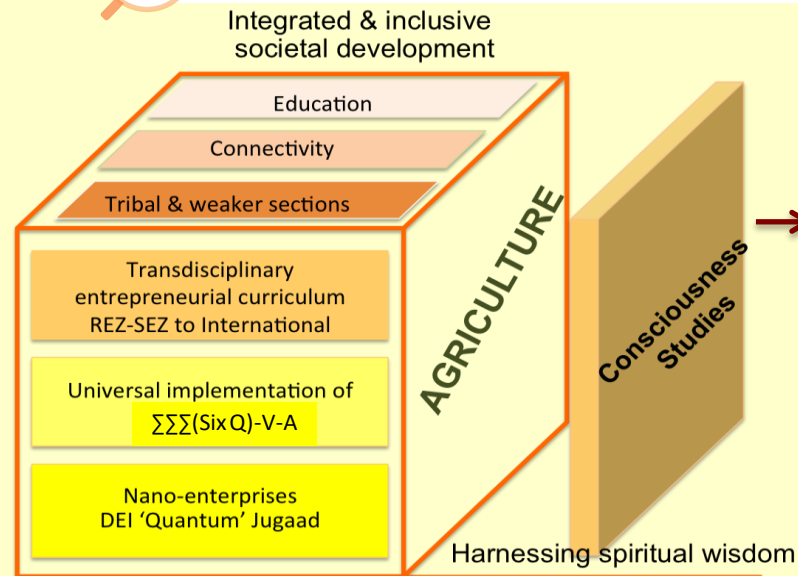 Integrated & inclusive
societal development
Education
Connectivity
Tribal & weaker sections
Transdisciplinary
entrepreneurial curriculum
REZ-SEZ to International
Universal implementation of
∑∑∑(Six Q)-V-A
Nano-enterprises
DEI ‘Quantum’ Jugaad
AGRICULTURE
Consciousness
Studies
Harnessing spiritual wisdom